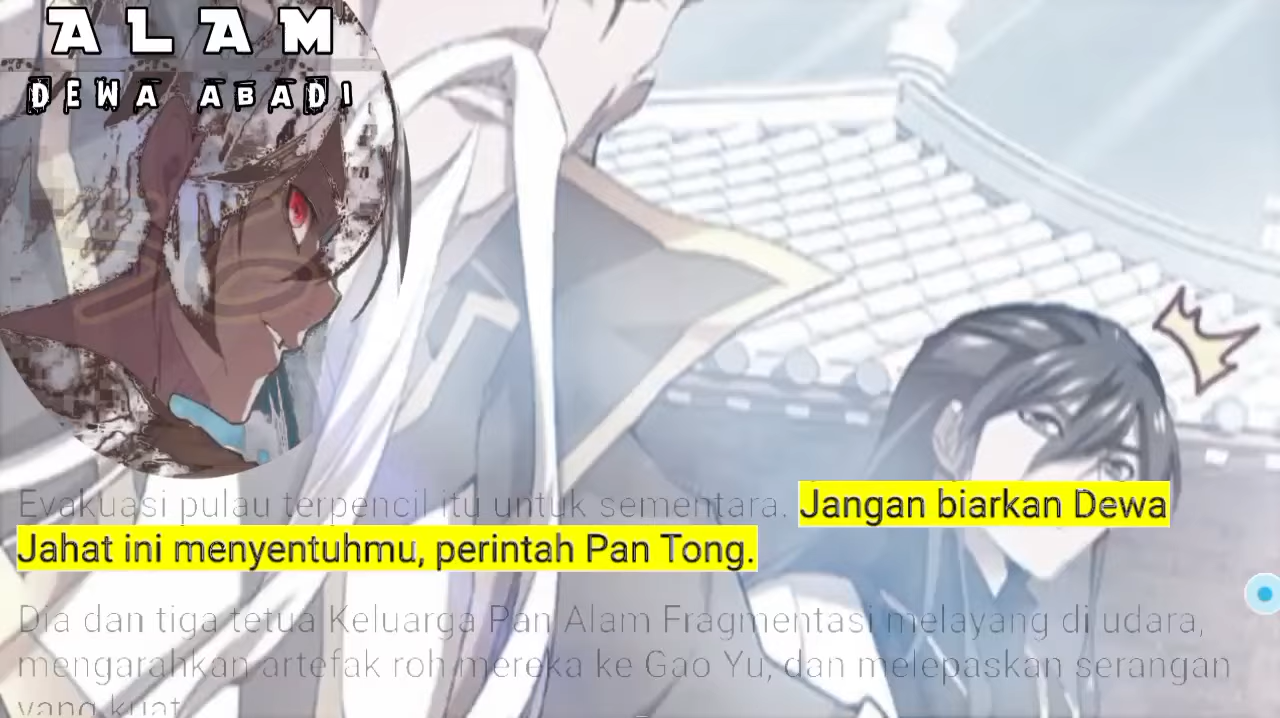 ALAM
DEWA ABADI
Evakuasi pulau terpencil itu untuk sementara. Jangan biarkan Dewa
Jahat ini menyentuhmu, perintah Pan Tong.
Dia dan tiga tetua Keluarga Pan Alam Fragmentasi melayang di udara,
mengarahkan artefak roh mereka ke Gao Yu, dan melepaskan serangan
yang kuat